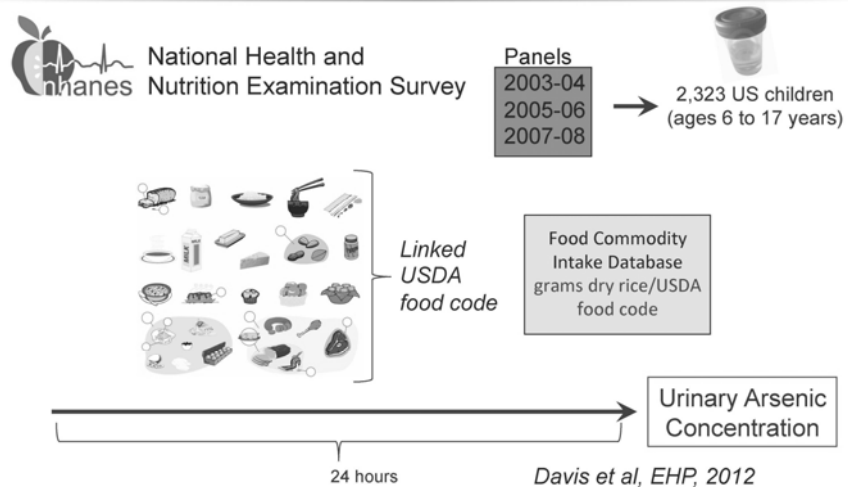 nhanes
National Health and
Nutrition Examination Survey
Panels
2003-04
2005-06
2007-08
2,323 US children
(ages 6 to 17 years)
MILK
Linked
USDA
food code
Food Commodity
Intake Database
grams dry rice/USDA
food code
Urinary Arsenic
Concentration
24 hours
Davis et al, EHP, 2012